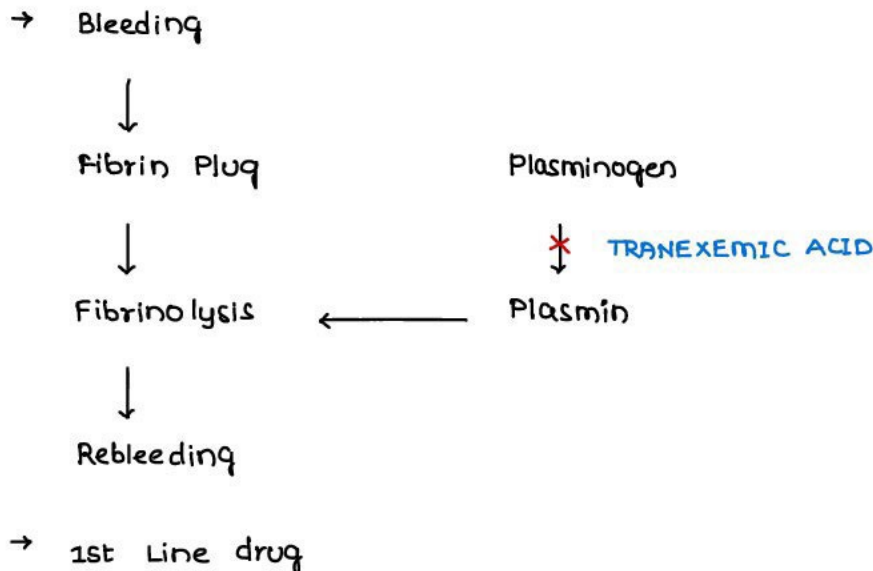 → Bleeding
↓
Fibrin Plug Plasminogen
↓ ↓ TRANEXEMIC ACID
Fibrinolysis ← Plasmin
↓
Rebleeding
→ 1st Line drug